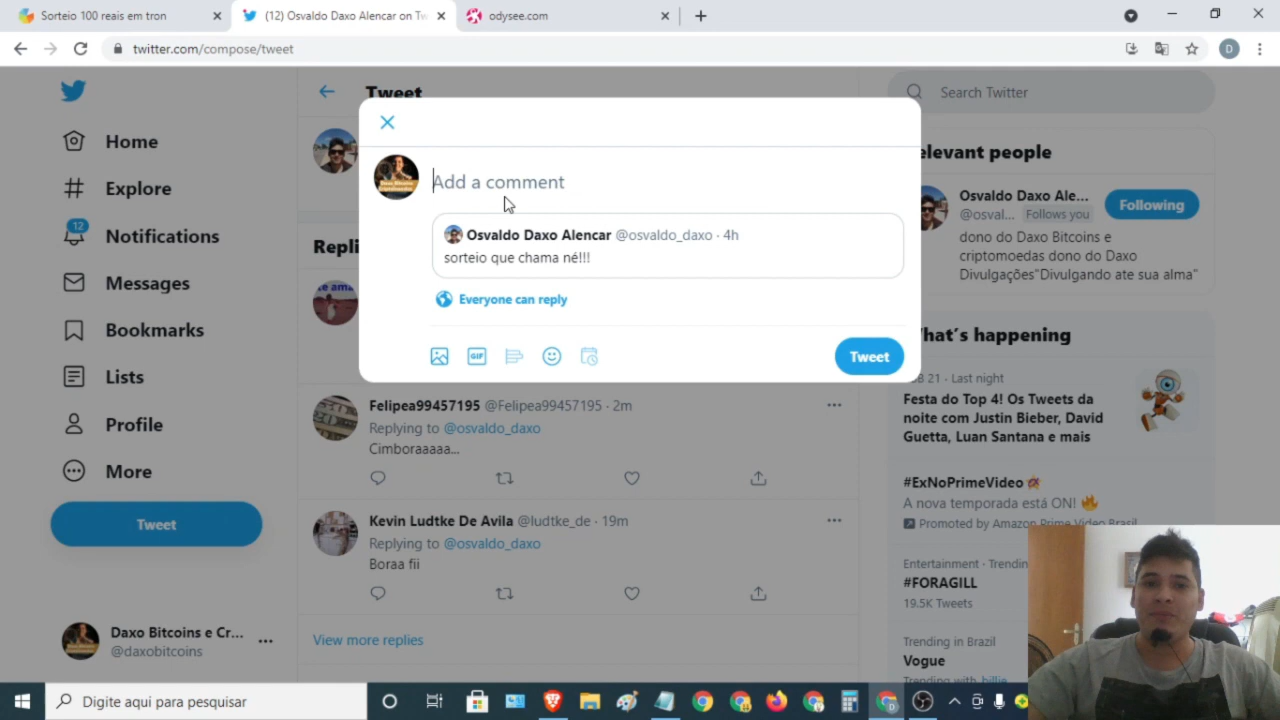 Sorteio 100 reais em tron
(12) Osvaldo Daxo Alencar on Tw
odysee.com
twitter.com/compose/tweet
D
Home
Explore
12
Notifications
Messages
Bookmarks
Lists
Profile
More
Tweet
Daxo Bitcoins e Cr...
@daxobitcoins
Tweet
Repli
Add a comment
Osvaldo Daxo Alencar @osvaldo_daxo · 4h
sorteio que chama né!!!
Everyone can reply
GIF
Tweet
Felipea99457195 @Felipea99457195 · 2m
Replying to @osvaldo_daxo
Cimboraaaaa...
Kevin Ludtke De Avila @ludtke_de · 19m
Replying to @osvaldo_daxo
Boraa fii
View more replies
Search Twitter
elevant people
Osvaldo Daxo Ale...
@osval... Follows you
Following
dono do Daxo Bitcoins e
criptomoedas dono do Daxo
Divulgações"Divulgando ate sua alma"
hat's happening
B 21 · Last night
Festa do Top 4! Os Tweets da
noite com Justin Bieber, David
Guetta, Luan Santana e mais
#ExNoPrimeVideo
A nova temporada está ON!
Promoted by Amazon Prime Video Brasil
Entertainment · Trendin
#FORAGILL
19.5K Tweets
Trending in Brazil
Vogue
Trending with billie
Digite aqui para pesquisar